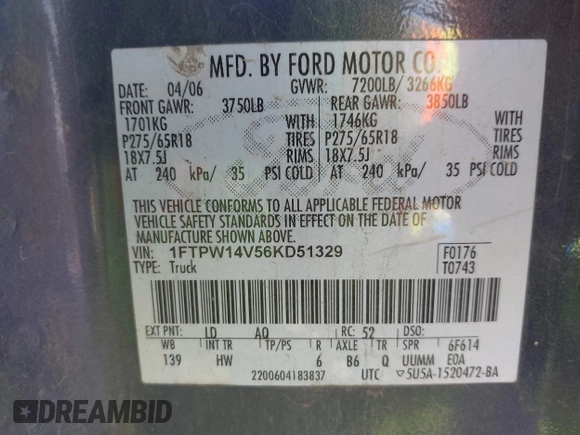 MFD. BY FORD MOTOR CO.
DATE: 04/06 GVWR: 7200LB/ 3266KG
FRONT GAWR: 3750LB REAR GAWR: 3850LB
1701KG WITH 1746KG WITH
P275/65R18 TIRES P275/65R18 TIRES
18X7.5J RIMS 18X7.5J RIMS
AT 240 kPa/ 35 PSI COLD AT 240 kPa/ 35 PSI COLD
THIS VEHICLE CONFORMS TO ALL APPLICABLE FEDERAL MOTOR
VEHICLE SAFETY STANDARDS IN EFFECT ON THE DATE OF
MANUFACTURE SHOWN ABOVE.
VIN: 1FTPW14V56KD51329 F0176
TYPE: Truck T0743
EXT PNT: LD AQ RC: 52 DSO:
WB INT TR TP/PS R AXLE TR SPR 6F614
139 HW 6 B6 Q UUMM EOA
2200604183837 UTC ▽5U5A-1520472-BA
Ford
DREAMBID